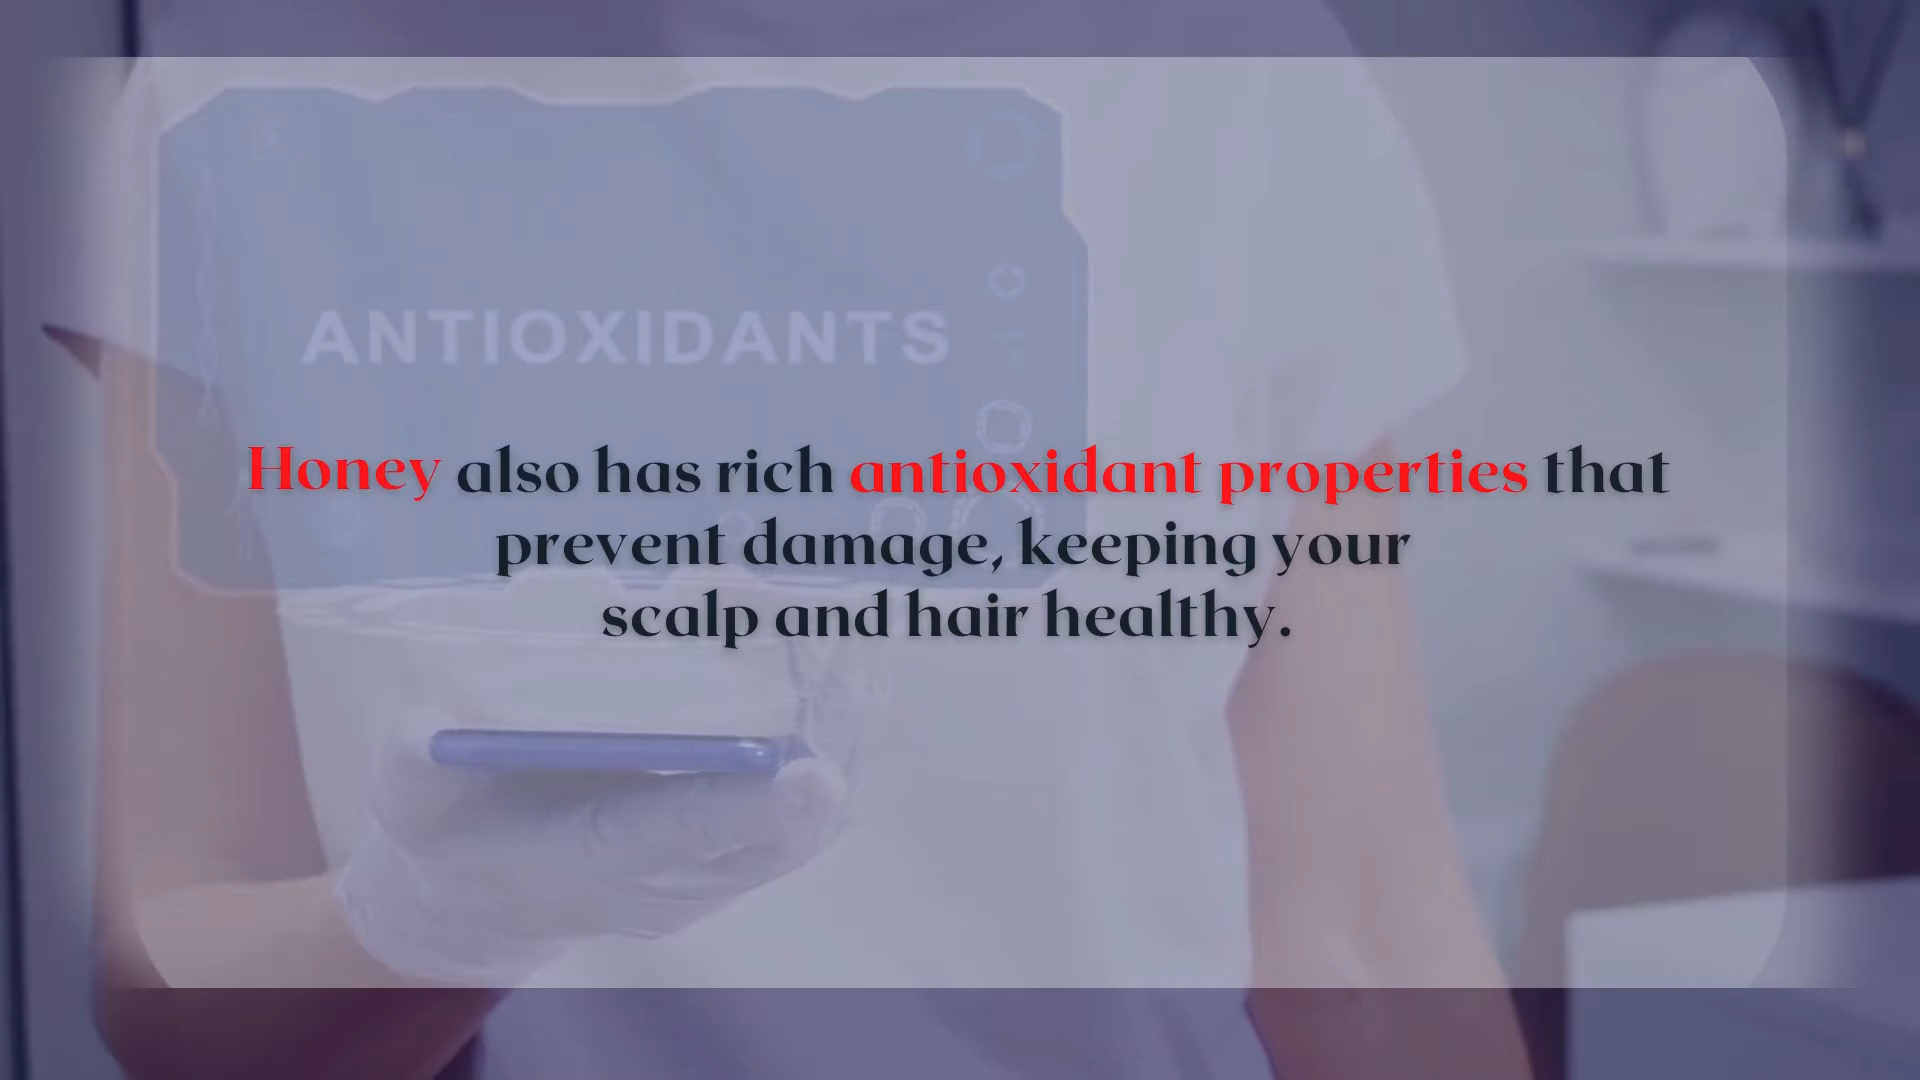 ANTIOXIDANTS
Honey also has rich antioxidant properties that
prevent damage, keeping your
scalp and hair healthy.